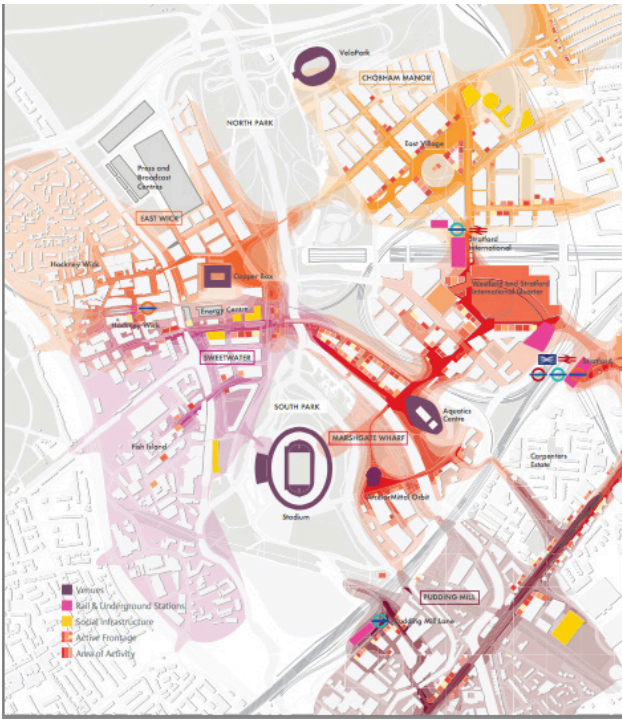 VeloPark
CHOBHAM MANOR
NORTH PARK
East Village
Press and
Broadcast
Centres
EAST WICK
Stratford
International
Hackney Wick
Copper Box
Westfield and Stratford
International Quarter
Energy Centre
Hackney Wick
SWEETWATER
Stratford
SOUTH PARK
Aquatics
Centre
MARSHGATE WHARF
Fish Island
Carpenters
Estate
ArcelorMittal Orbit
Stadium
PUDDING MILL
Pudding Mill Lane
Venues
Rail & Underground Stations
Social Infrastructure
Active Frontage
Area of Activity